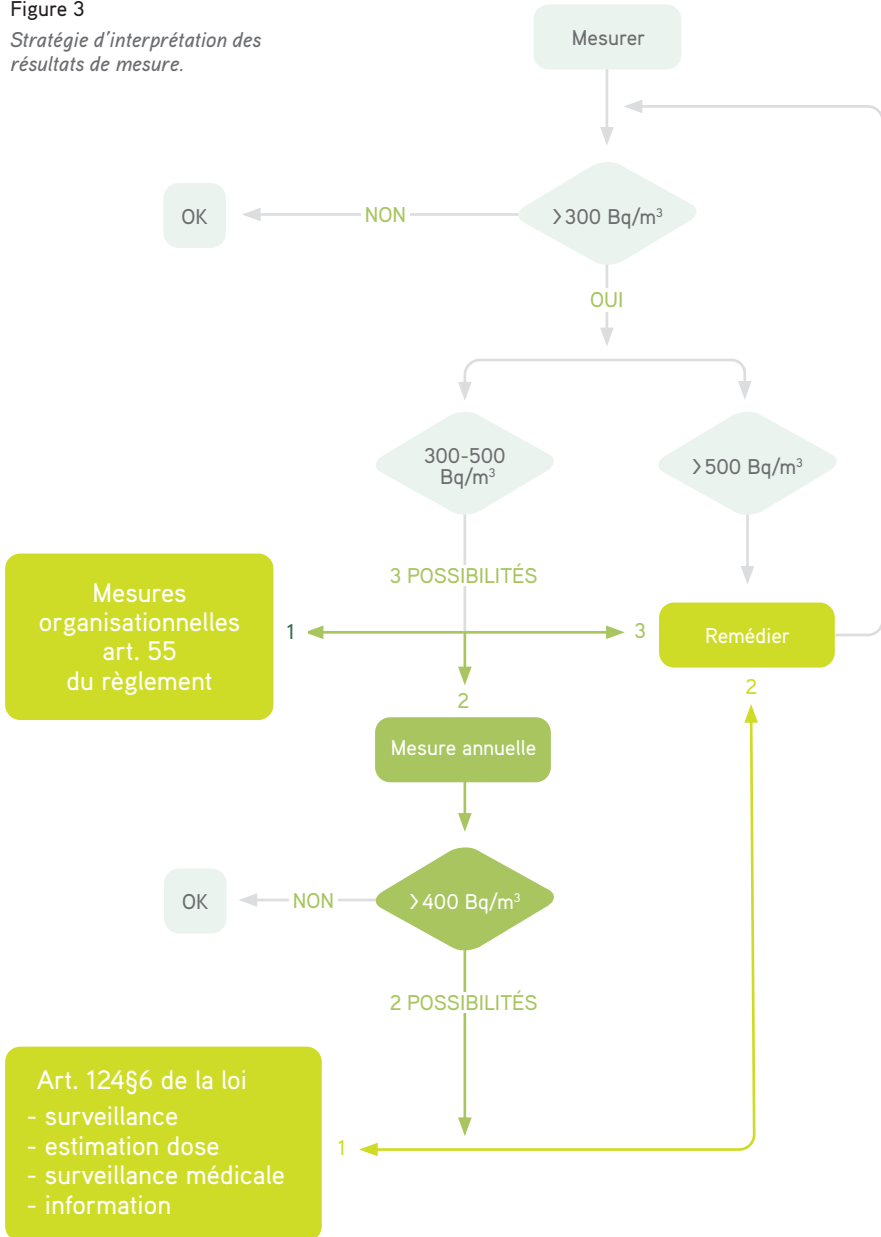 Figure 3
Stratégie d'interprétation des
résultats de mesure.
Mesurer
>300 Bq/m³
NON
OK
OUI
300-500
Bq/m³
>500 Bq/m³
3 POSSIBILITÉS
Mesures
organisationnelles
art. 55
du règlement
1
3
Remédier
2
2
Mesure annuelle
>400 Bq/m³
NON
OK
2 POSSIBILITÉS
Art. 124§6 de la loi
- surveillance
- estimation dose
- surveillance médicale
- information
1